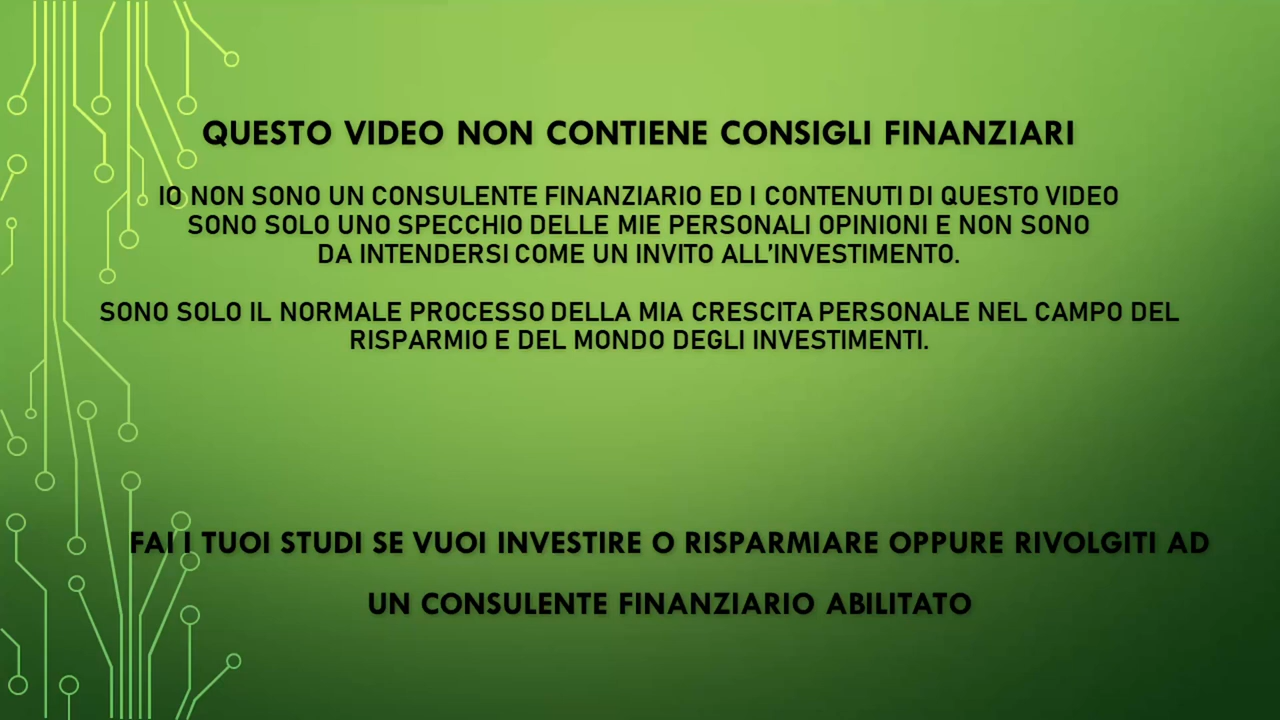 QUESTO VIDEO NON CONTIENE CONSIGLI FINANZIARI
IO NON SONO UN CONSULENTE FINANZIARIO ED I CONTENUTI DI QUESTO VIDEO
SONO SOLO UNO SPECCHIO DELLE MIE PERSONALI OPINIONI E NON SONO
DA INTENDERSI COME UN INVITO ALL'INVESTIMENTO.
SONO SOLO IL NORMALE PROCESSO DELLA MIA CRESCITA PERSONALE NEL CAMPO DEL
RISPARMIO E DEL MONDO DEGLI INVESTIMENTI.
FAI I TUOI STUDI SE VUOI INVESTIRE O RISPARMIARE OPPURE RIVOLGITI AD
UN CONSULENTE FINANZIARIO ABILITATO